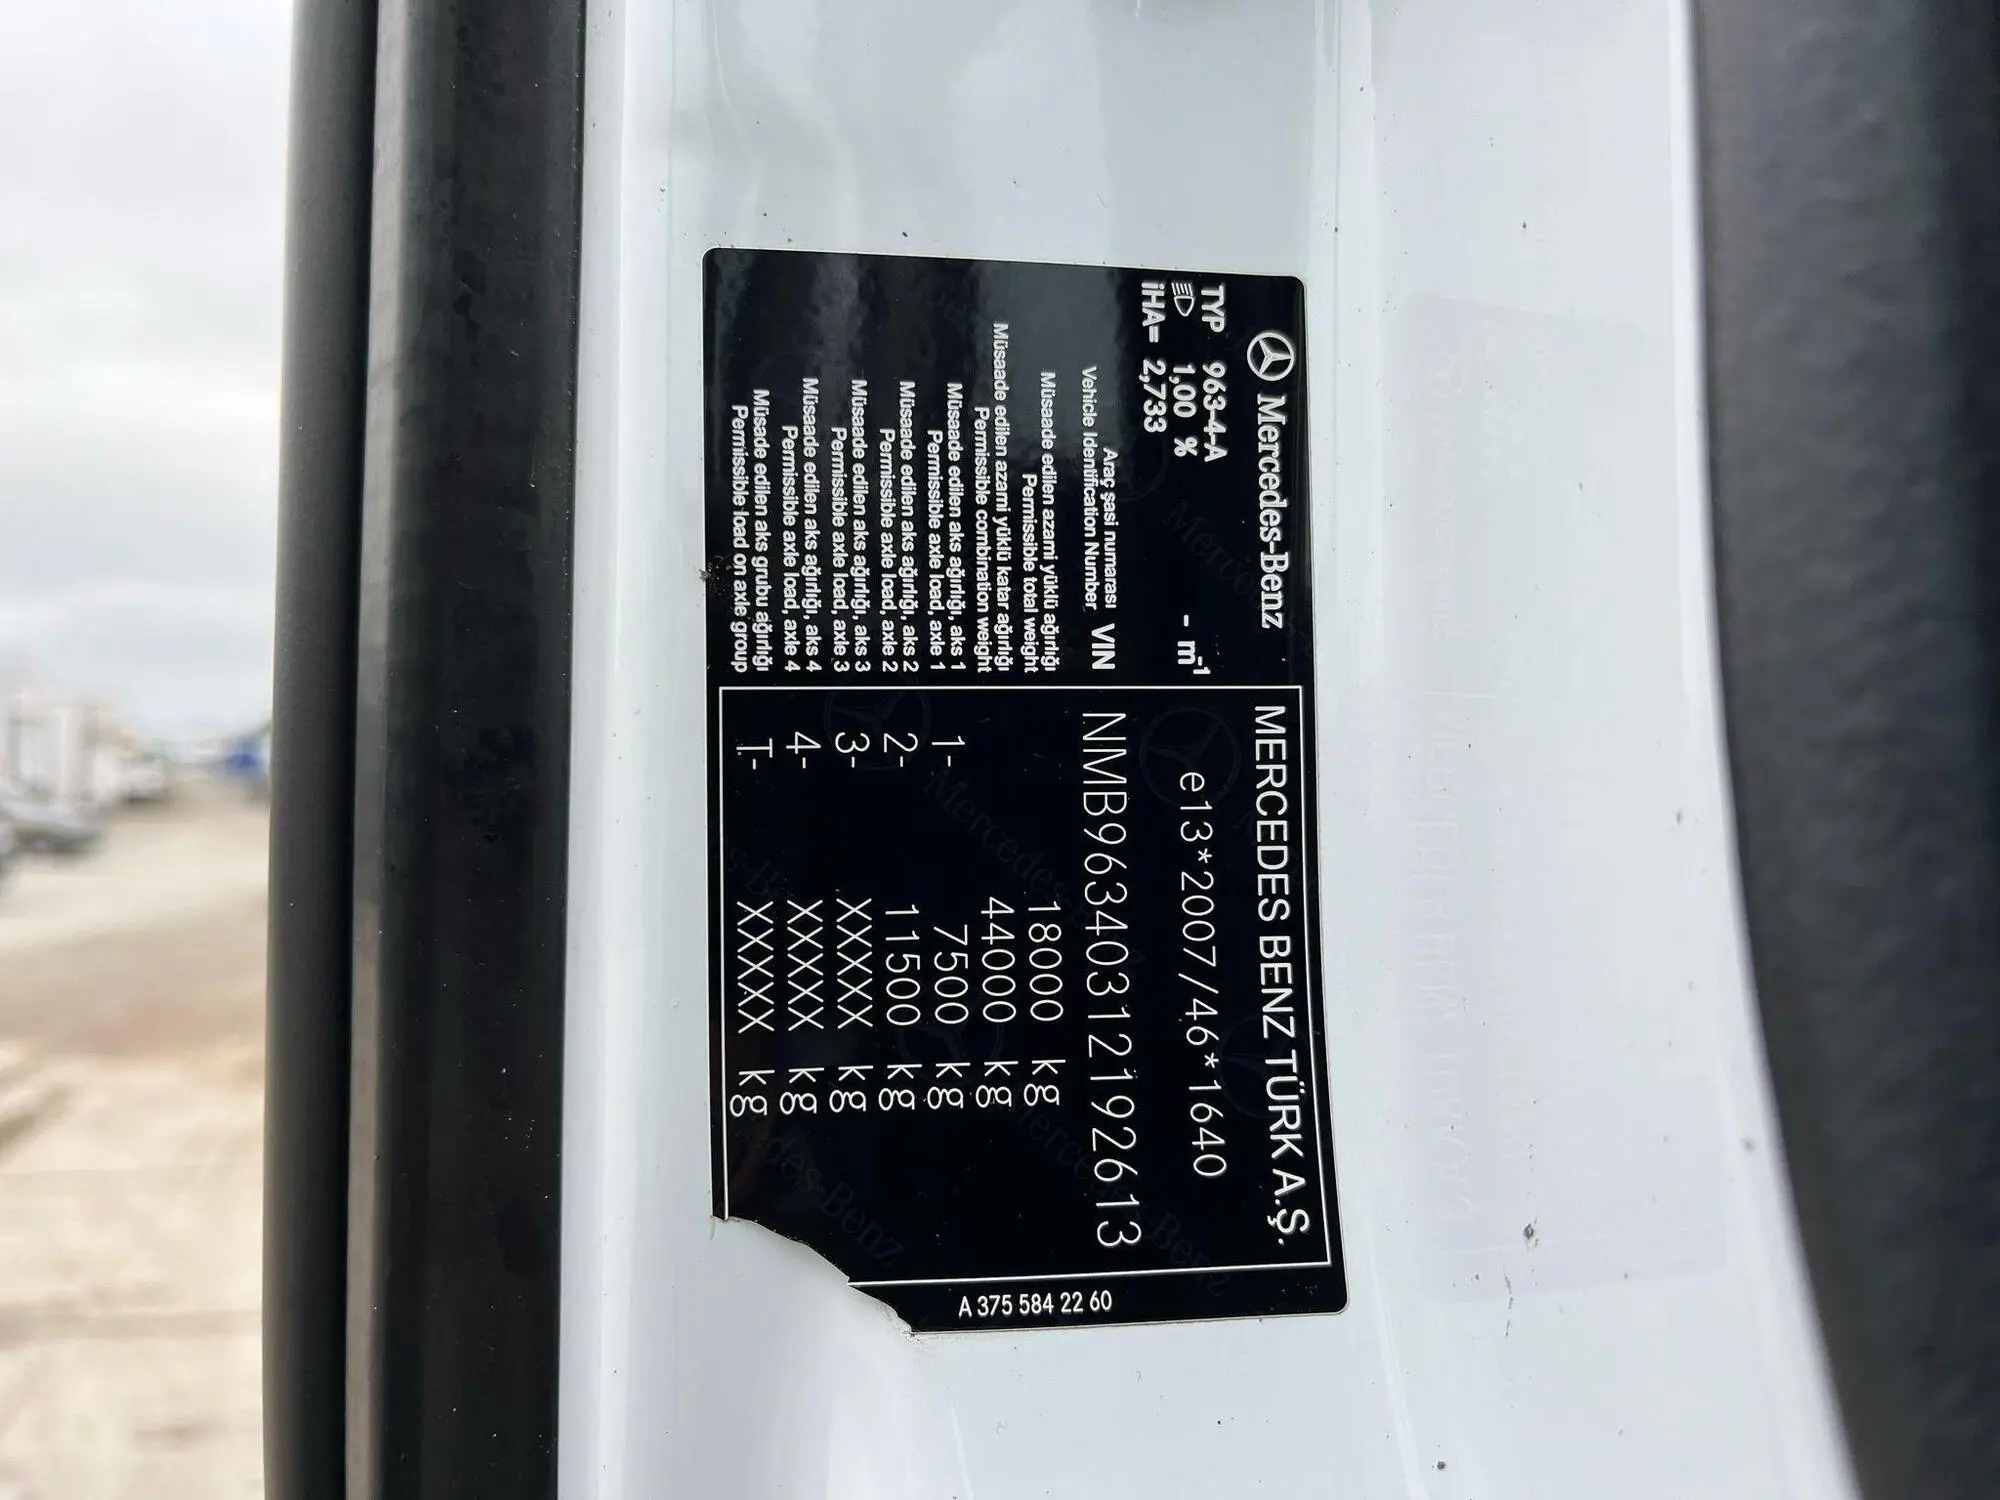 Mercedes-Benz
MERCEDES BENZ TÜRK A.Ş.
TYP 963-4-A
1,00 % - m-1
e13*2007/46*1640
iHA= 2,733
Araç şasi numarası
Vehicle Identification Number VIN
NMB96340312192613
Müsaade edilen azami yüklü ağırlığı
Permissible total weight
18000 kg
Müsaade edilen azami yüklü katar ağırlığı
Permissible combination weight
44000 kg
Müsaade edilen aks ağırlığı, aks 1
Permissible axle load, axle 1
1- 7500 kg
Müsaade edilen aks ağırlığı, aks 2
Permissible axle load, axle 2
2- 11500 kg
Müsaade edilen aks ağırlığı, aks 3
Permissible axle load, axle 3
3- XXXXX kg
Müsaade edilen aks ağırlığı, aks 4
Permissible axle load, axle 4
4- XXXXX kg
Müsade edilen aks grubu ağırlığı
Permissible load on axle group
T- XXXXX kg
A 375 584 22 60